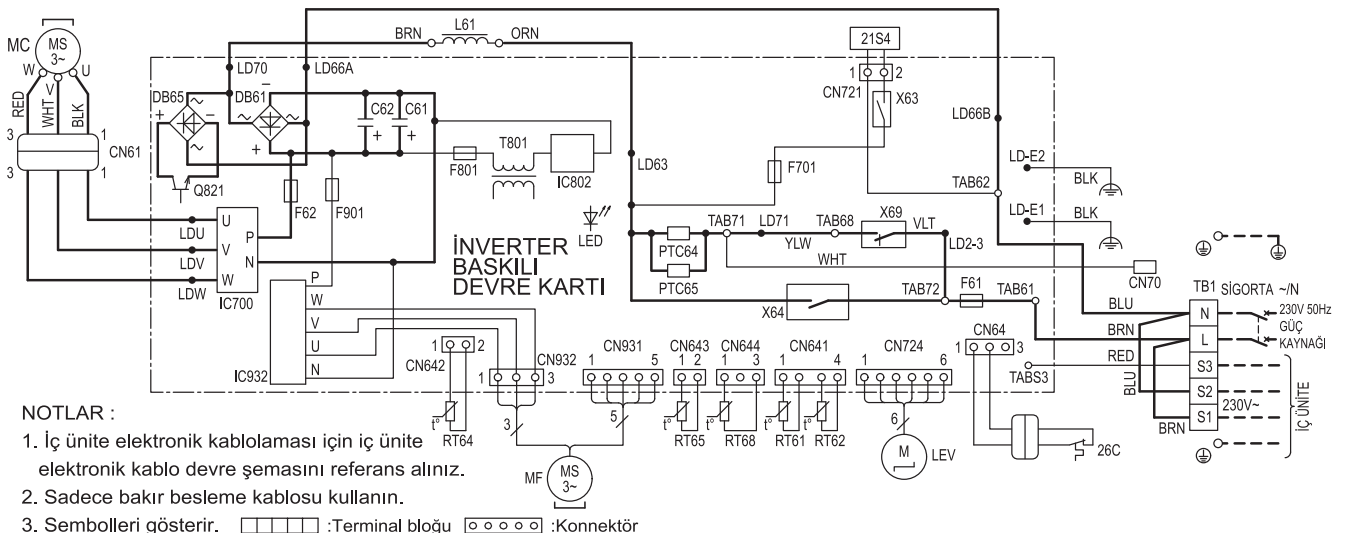 MC
MS
3~
W
V
U
RED
WHT
BLK
3
1
CN61
3
1
BRN
L61
ORN
LD70
LD66A
DB65
~
+
−
~
DB61
−
~
~
+
C62
C61
+
+
Q821
F62
F901
F801
T801
IC802
LED
İNVERTER
BASKILI
DEVRE KARTI
LDU
LDV
LDW
U
V
W
P
N
IC700
P
W
V
U
N
IC932
21S4
1
2
CN721
X63
F701
LD63
LD66B
TAB62
LD-E2
BLK
LD-E1
BLK
PTC64
PTC65
TAB71
LD71
YLW
TAB68
X69
VLT
LD2-3
WHT
CN70
X64
TAB72
F61
TAB61
BLU
BRN
RED
BLU
BRN
TABS3
TB1
SİGORTA ~/N
N
L
S3
S2
S1
230V 50Hz
GÜÇ
KAYNAĞI
230V~
İÇ ÜNİTE
1
2
CN642
t°
RT64
CN932
1
3
3
CN931
1
5
5
MF
MS
3~
CN643
1 2
t°
RT65
CN644
1
3
t°
RT68
CN641
1
4
t°
t°
RT61
RT62
CN724
1
6
6
M
LEV
CN64
1
3
26C
NOTLAR :
1. İç ünite elektronik kablolaması için iç ünite
elektronik kablo devre şemasını referans alınız.
2. Sadece bakır besleme kablosu kullanın.
3. Sembolleri gösterir. :Terminal bloğu :Konnektör